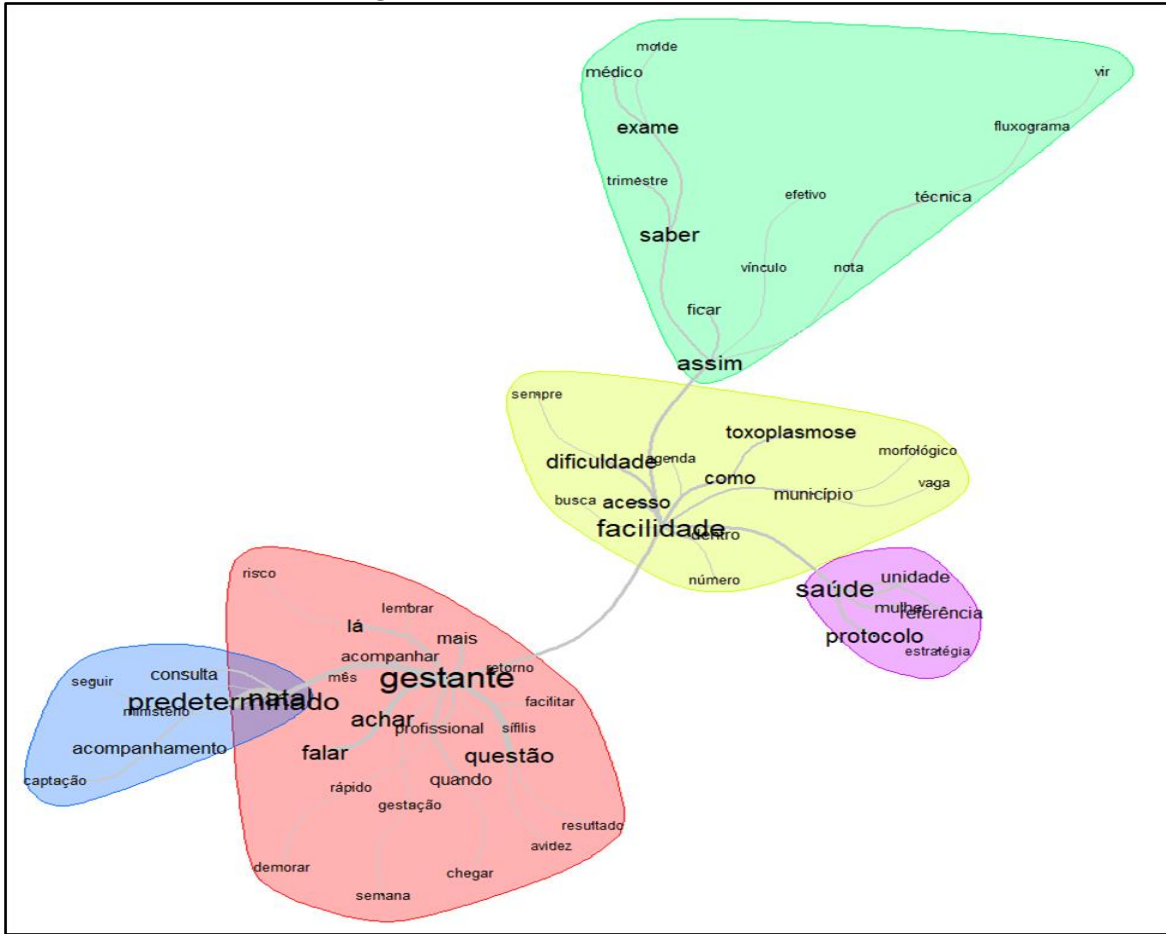 molde
médico
vir
exame
fluxograma
trimestre
efetivo
técnica
saber
vínculo
nota
ficar
assim
sempre
toxoplasmose
dificuldade
agenda
morfológico
como
vaga
busca
acesso
município
facilidade
dentro
número
saúde
unidade
mulher
referência
protocolo
estratégia
risco
lembrar
lá
mais
acompanhar
retorno
consulta
mês
gestante
seguir
predeterminado
natal
facilitar
ministério
achar
profissional
sífilis
acompanhamento
falar
questão
captação
rápido
quando
gestação
resultado
avidez
demorar
chegar
semana